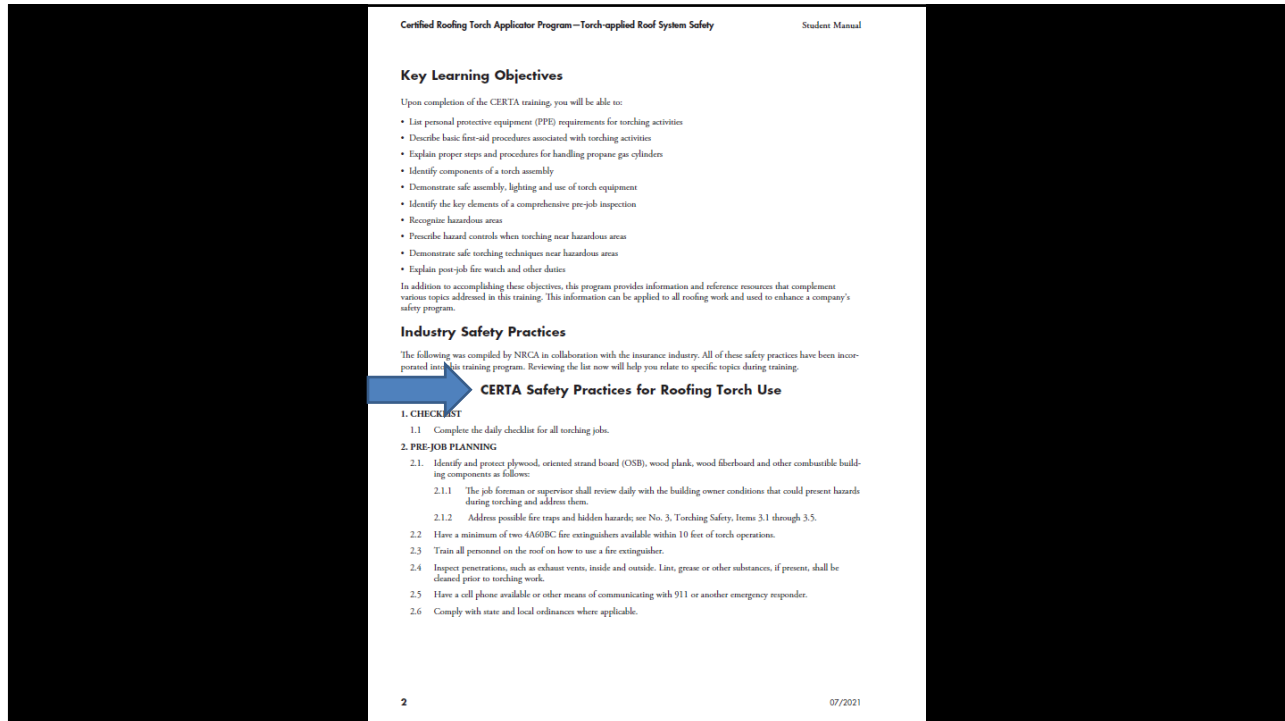 Certified Roofing Torch Applicator Program—Torch-applied Roof System Safety Student Manual
Key Learning Objectives
Upon completion of the CERTA training, you will be able to:
• List personal protective equipment (PPE) requirements for torching activities
• Describe basic first-aid procedures associated with torching activities
• Explain proper steps and procedures for handling propane gas cylinders
• Identify components of a torch assembly
• Demonstrate safe assembly, lighting and use of torch equipment
• Identify the key elements of a comprehensive pre-job inspection
• Recognize hazardous areas
• Prescribe hazard controls when torching near hazardous areas
• Demonstrate safe torching techniques near hazardous areas
• Explain post-job fire watch and other duties
In addition to accomplishing these objectives, this program provides information and reference resources that complement
various topics addressed in this training. This information can be applied to all roofing work and used to enhance a company's
safety program.
Industry Safety Practices
The following was compiled by NRCA in collaboration with the insurance industry. All of these safety practices have been incor-
porated into this training program. Reviewing the list now will help you relate to specific topics during training.
CERTA Safety Practices for Roofing Torch Use
1. CHECKLIST
1.1 Complete the daily checklist for all torching jobs.
2. PRE-JOB PLANNING
2.1. Identify and protect plywood, oriented strand board (OSB), wood plank, wood fiberboard and other combustible build-
ing components as follows:
2.1.1 The job foreman or supervisor shall review daily with the building owner conditions that could present hazards
during torching and address them.
2.1.2 Address possible fire traps and hidden hazards; see No. 3, Torching Safety, Items 3.1 through 3.5.
2.2 Have a minimum of two 4A60BC fire extinguishers available within 10 feet of torch operations.
2.3 Train all personnel on the roof on how to use a fire extinguisher.
2.4 Inspect penetrations, such as exhaust vents, inside and outside. Lint, grease or other substances, if present, shall be
cleaned prior to torching work.
2.5 Have a cell phone available or other means of communicating with 911 or another emergency responder.
2.6 Comply with state and local ordinances where applicable.
2 07/2021